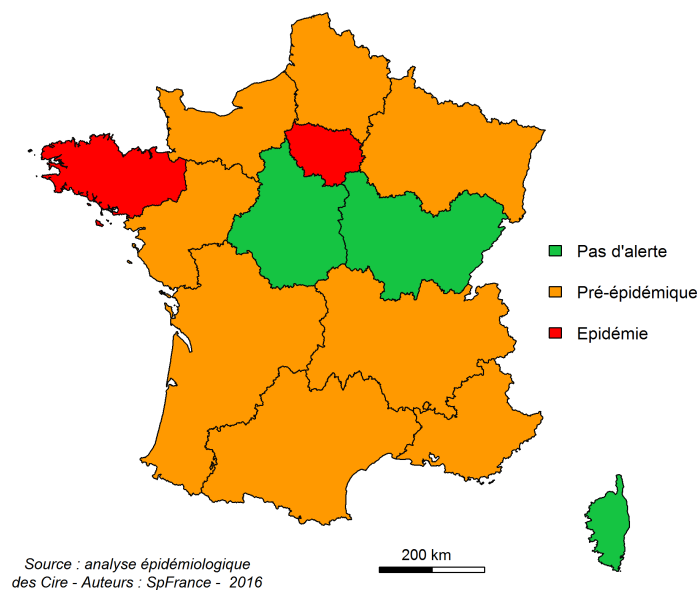 Pas d'alerte
Pré-épidémique
Epidémie
200 km
Source : analyse épidémiologique
des Cire - Auteurs : SpFrance -  2016